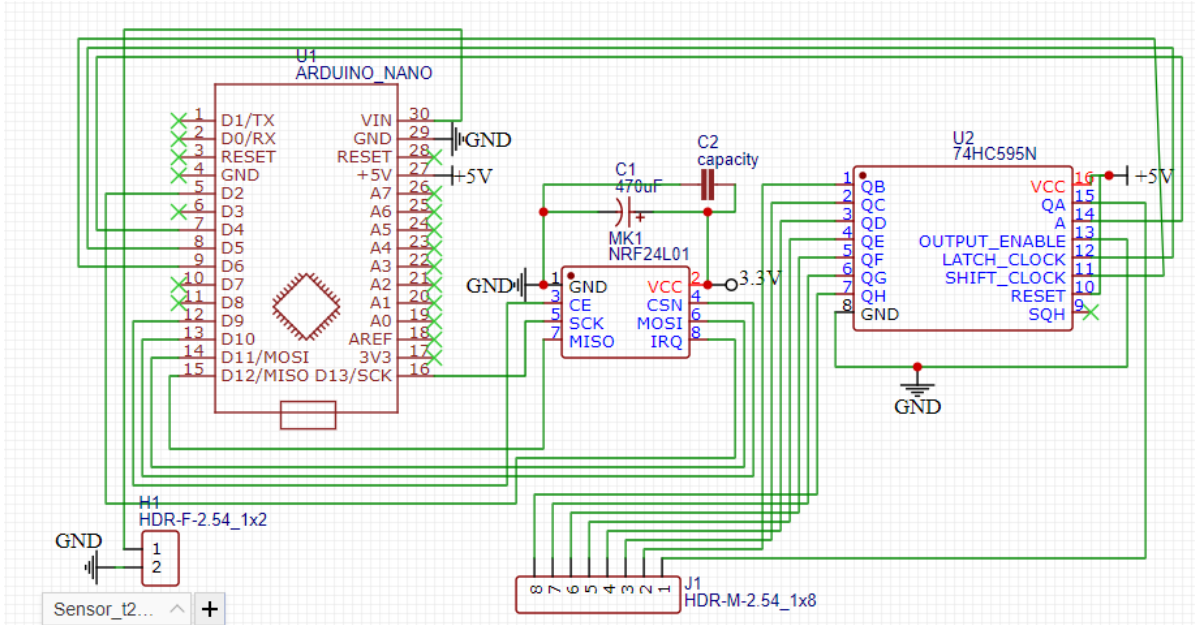 U1
ARDUINO_NANO
1 D1/TX VIN 30
2 D0/RX GND 29 GND
3 RESET RESET 28
4 GND +5V 27 +5V
5 D2 A7 26
6 D3 A6 25
7 D4 A5 24
8 D5 A4 23
9 D6 A3 22
10 D7 A2 21
11 D8 A1 20
12 D9 A0 19
13 D10 AREF 18
14 D11/MOSI 3V3 17
15 D12/MISO D13/SCK 16
C2
capacity
C1
470uF
+
MK1
NRF24L01
GND 1 GND VCC 2 3.3V
3 CE CSN 4
5 SCK MOSI 6
7 MISO IRQ 8
U2
74HC595N
1 QB VCC 16 +5V
2 QC QA 15
3 QD A 14
4 QE OUTPUT_ENABLE 13
5 QF LATCH_CLOCK 12
6 QG SHIFT_CLOCK 11
7 QH RESET 10
8 GND SQH 9
GND
H1
HDR-F-2.54_1x2
GND
1
2
8 7 6 5 4 3 2 1
J1
HDR-M-2.54_1x8
Sensor_t2...
+